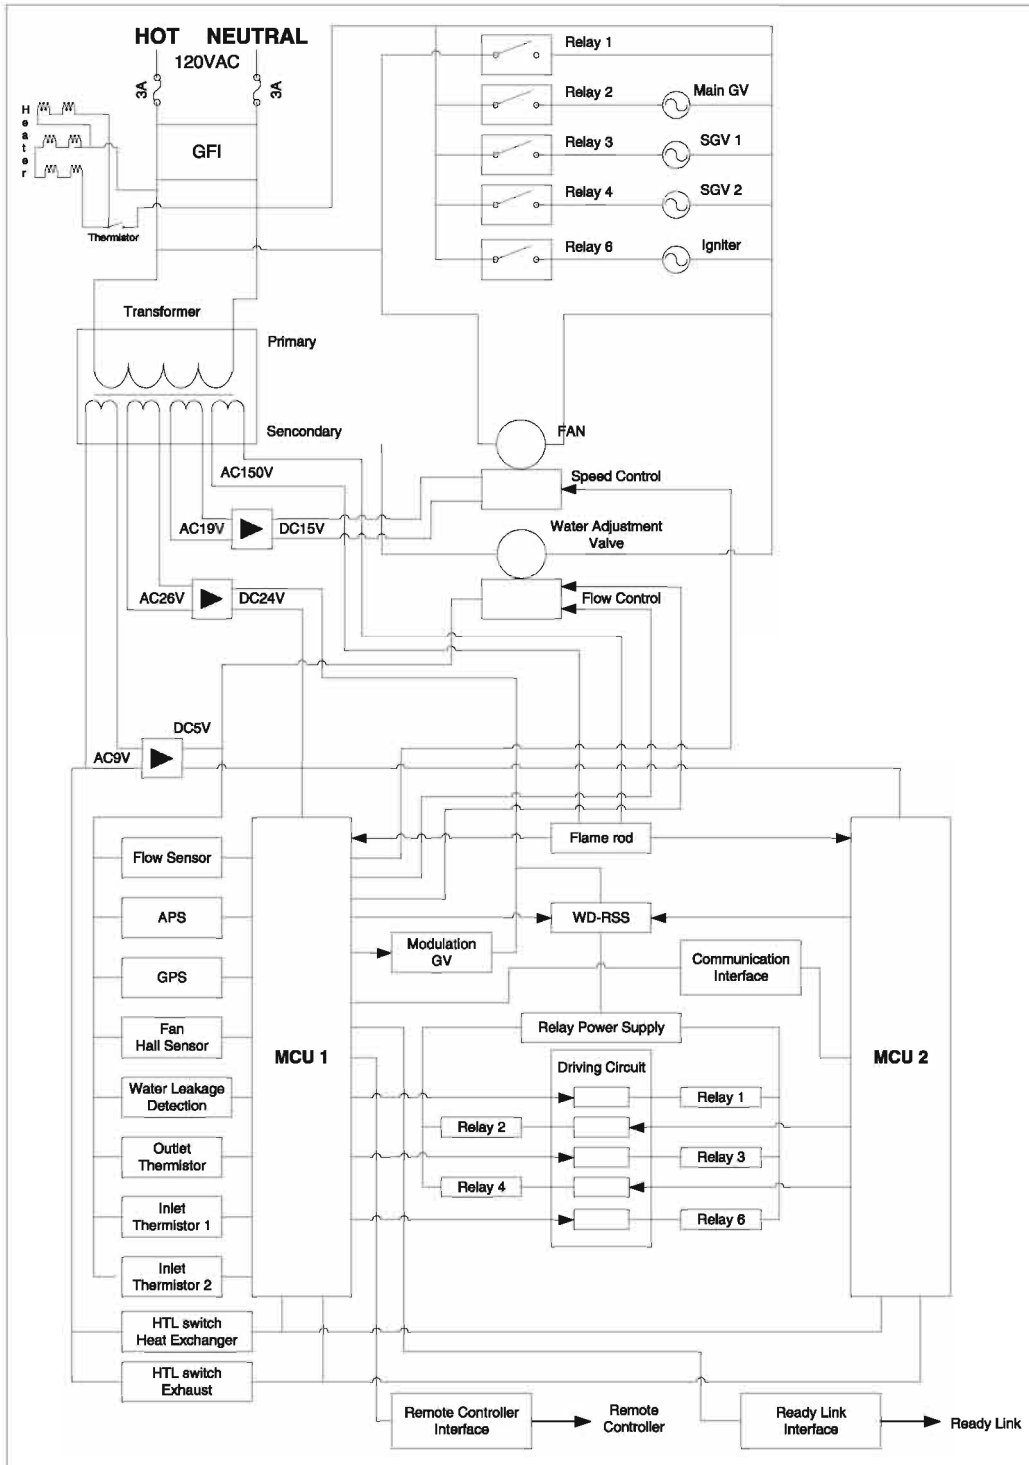 HOT NEUTRAL
120VAC
3A
3A
Heater
GFI
Thermistor
Relay 1
Relay 2
Main GV
Relay 3
SGV 1
Relay 4
SGV 2
Relay 6
Igniter
Transformer
Primary
Sencondary
AC150V
FAN
Speed Control
AC19V
DC15V
Water Adjustment
Valve
AC26V
DC24V
Flow Control
DC5V
AC9V
Flow Sensor
APS
GPS
Fan
Hall Sensor
Water Leakage
Detection
Outlet
Thermistor
Inlet
Thermistor 1
Inlet
Thermistor 2
HTL switch
Heat Exchanger
HTL switch
Exhaust
MCU 1
Flame rod
WD-RSS
Modulation
GV
Communication
Interface
Relay Power Supply
Driving Circuit
Relay 1
Relay 2
Relay 3
Relay 4
Relay 6
MCU 2
Remote Controller
Interface
Remote
Controller
Ready Link
Interface
Ready Link